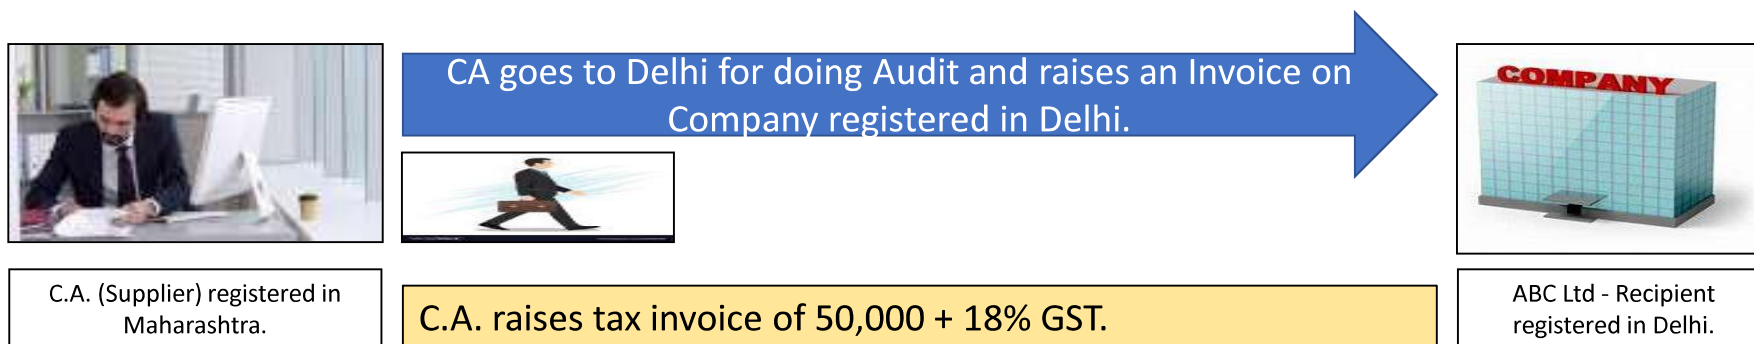 CA goes to Delhi for doing Audit and raises an Invoice on
Company registered in Delhi.
COMPANY
C.A. (Supplier) registered in
Maharashtra.
C.A. raises tax invoice of 50,000 + 18% GST.
ABC Ltd - Recipient
registered in Delhi.